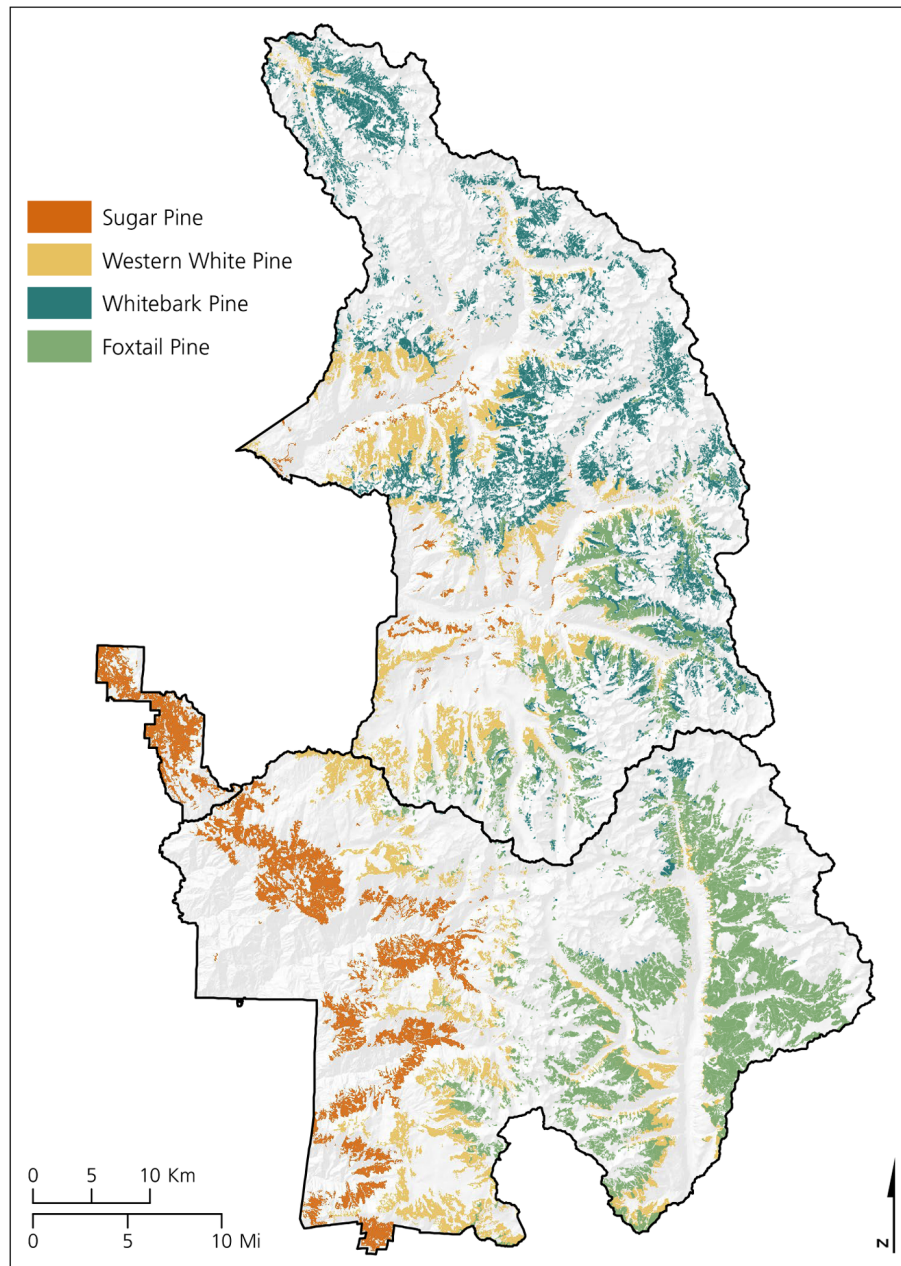 Sugar Pine
Western White Pine
Whitebark Pine
Foxtail Pine
0 5 10 Km
0 5 10 Mi
N